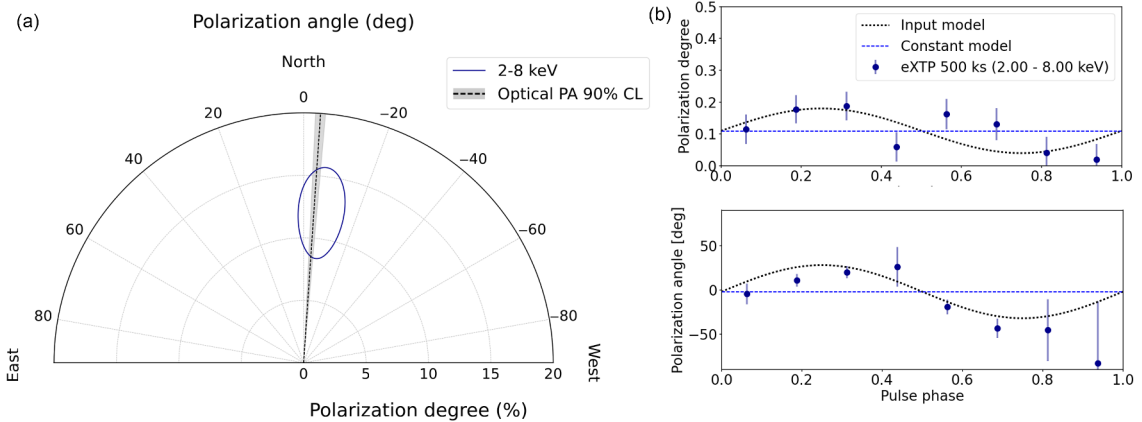 (a)
Polarization angle (deg)
North
2-8 keV
Optical PA 90% CL
0
20
−20
40
−40
60
−60
80
−80
East
West
0 5 10 15 20
Polarization degree (%)
(b)
Polarization degree
0.5
0.4
0.3
0.2
0.1
0.0
Input model
Constant model
eXTP 500 ks (2.00 - 8.00 keV)
0.0 0.2 0.4 0.6 0.8 1.0
Polarization angle [deg]
50
0
−50
0.0 0.2 0.4 0.6 0.8 1.0
Pulse phase